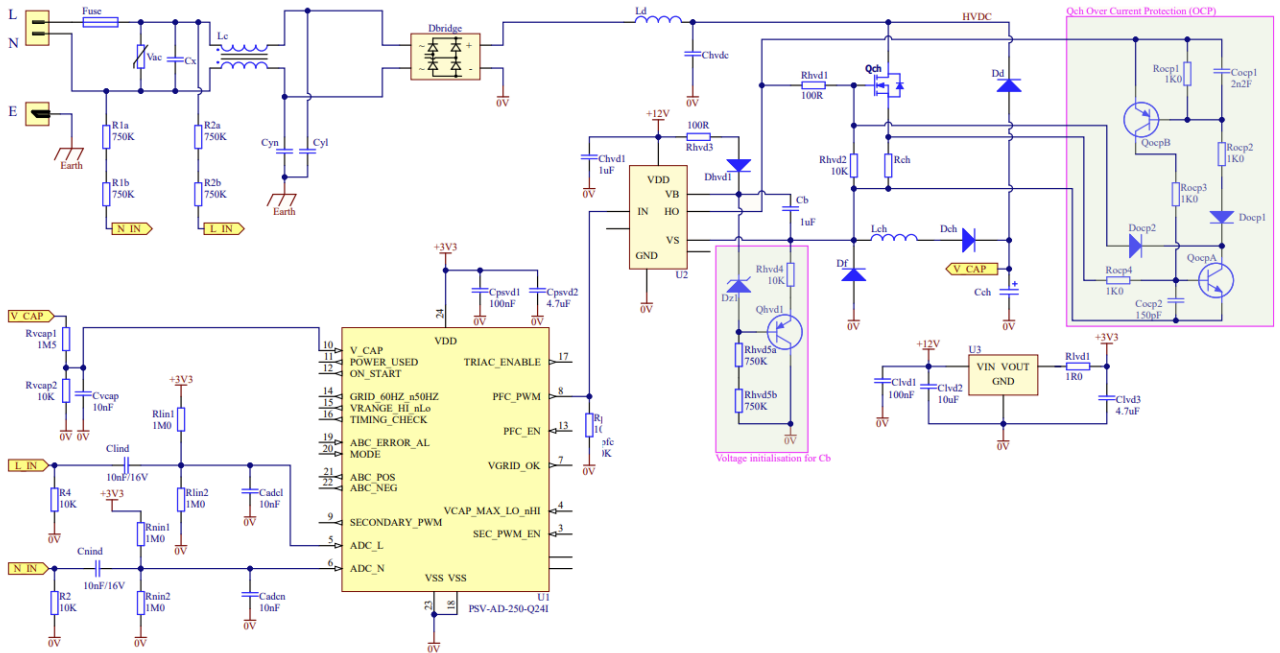 Qch Over Current Protection (OCP)
L
Fuse
Ld
HVDC
N
Lc
Dbridge
Vac
Cx
~
+
~
-
Chvdc
Qch
Dd
Rocp1
1K0
Cocp1
2n2F
0V
0V
Rhvd1
100R
E
Earth
R1a
750K
R2a
750K
Cyn
Cyl
+12V
100R
Rhvd3
Chvd1
1uF
0V
Dhvd1
Rhvd2
10K
Rch
QocpB
Rocp2
1K0
R1b
750K
R2b
750K
Earth
VDD
VB
IN
HO
VS
GND
U2
0V
Cb
1uF
Rocp3
1K0
Docp1
N_IN
L_IN
Lch
Dch
Docp2
QocpA
V_CAP
Df
0V
Cch
+
0V
Rocp4
1K0
Cocp2
150pF
Dz1
Rhvd4
10K
Qhvd1
Rhvd5a
750K
Rhvd5b
750K
0V
Voltage initialisation for Cb
+3V3
Cpsvd1
100nF
0V
Cpsvd2
4.7uF
0V
+12V
U3
VIN VOUT
GND
Rlvd1
1R0
+3V3
Clvd1
100nF
0V
Clvd2
10uF
Clvd3
4.7uF
0V
V_CAP
Rvcap1
1M5
Rvcap2
10K
0V
Cvcap
10nF
0V
24
VDD
10
V_CAP
11
POWER_USED
12
ON_START
14
GRID_60HZ_n50HZ
15
VRANGE_HI_nLo
16
TIMING_CHECK
19
ABC_ERROR_AL
20
MODE
21
ABC_POS
22
ABC_NEG
9
SECONDARY_PWM
5
ADC_L
6
ADC_N
TRIAC_ENABLE
17
PFC_PWM
8
PFC_EN
13
VGRID_OK
7
VCAP_MAX_LO_nHI
4
SEC_PWM_EN
3
VSS VSS
23
18
U1
PSV-AD-250-Q24I
0V
0V
+3V3
Rlin1
1M0
L_IN
Clind
10nF/16V
R4
10K
0V
Rlin2
1M0
0V
Cadcl
10nF
0V
+3V3
Rnin1
1M0
N_IN
Cnind
10nF/16V
R2
10K
0V
Rnin2
1M0
0V
Cadcn
10nF
0V